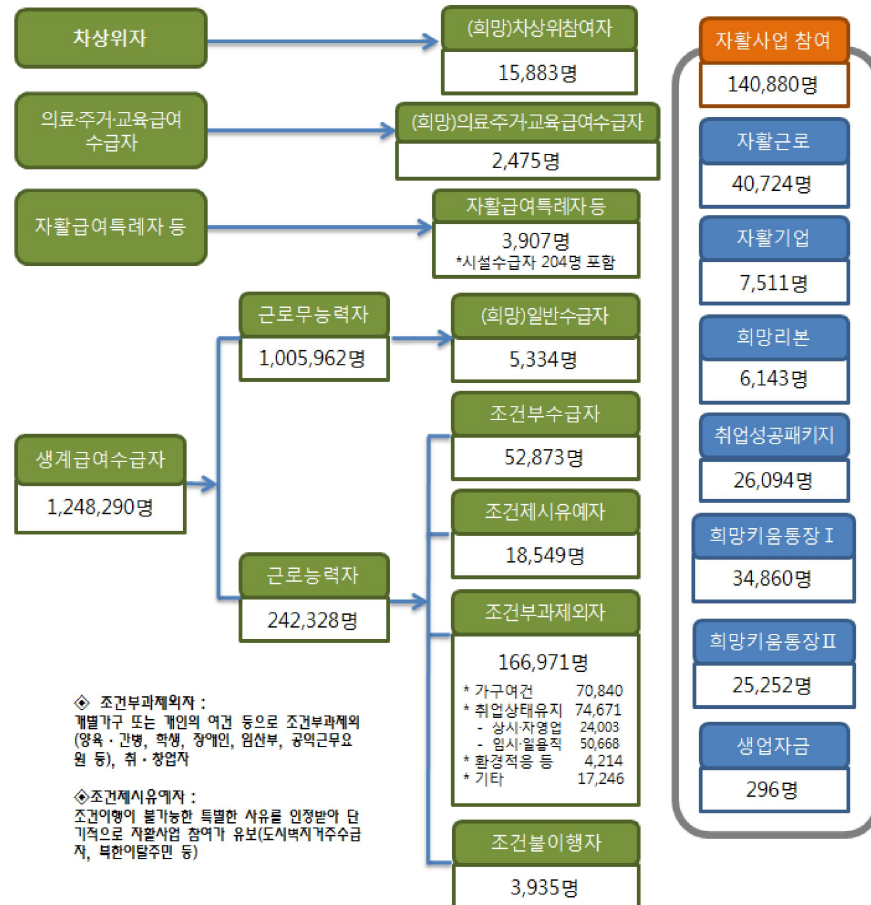 차상위자
(희망)차상위참여자
15,883명
의료·주거·교육급여
수급자
(희망)의료·주거·교육급여수급자
2,475명
자활급여특례자 등
자활급여특례자 등
3,907명
*시설수급자 204명 포함
생계급여수급자
1,248,290명
근로무능력자
1,005,962명
(희망)일반수급자
5,334명
근로능력자
242,328명
조건부수급자
52,873명
조건제시유예자
18,549명
조건부과제외자
166,971명
* 가구여건 70,840
* 취업상태유지 74,671
- 상시·자영업 24,003
- 임시·일용직 50,668
* 환경적응 등 4,214
* 기타 17,246
조건불이행자
3,935명
◈ 조건부과제외자 :
개별가구 또는 개인의 여건 등으로 조건부과제외
(양육·간병, 학생, 장애인, 임산부, 공익근무요
원 등), 취·창업자
◈조건제시유예자 :
조건이행이 불가능한 특별한 사유를 인정받아 단
기적으로 자활사업 참여가 유보(도서벽지거주수급
자, 북한이탈주민 등)
자활사업 참여
140,880명
자활근로
40,724명
자활기업
7,511명
희망리본
6,143명
취업성공패키지
26,094명
희망키움통장Ⅰ
34,860명
희망키움통장Ⅱ
25,252명
생업자금
296명